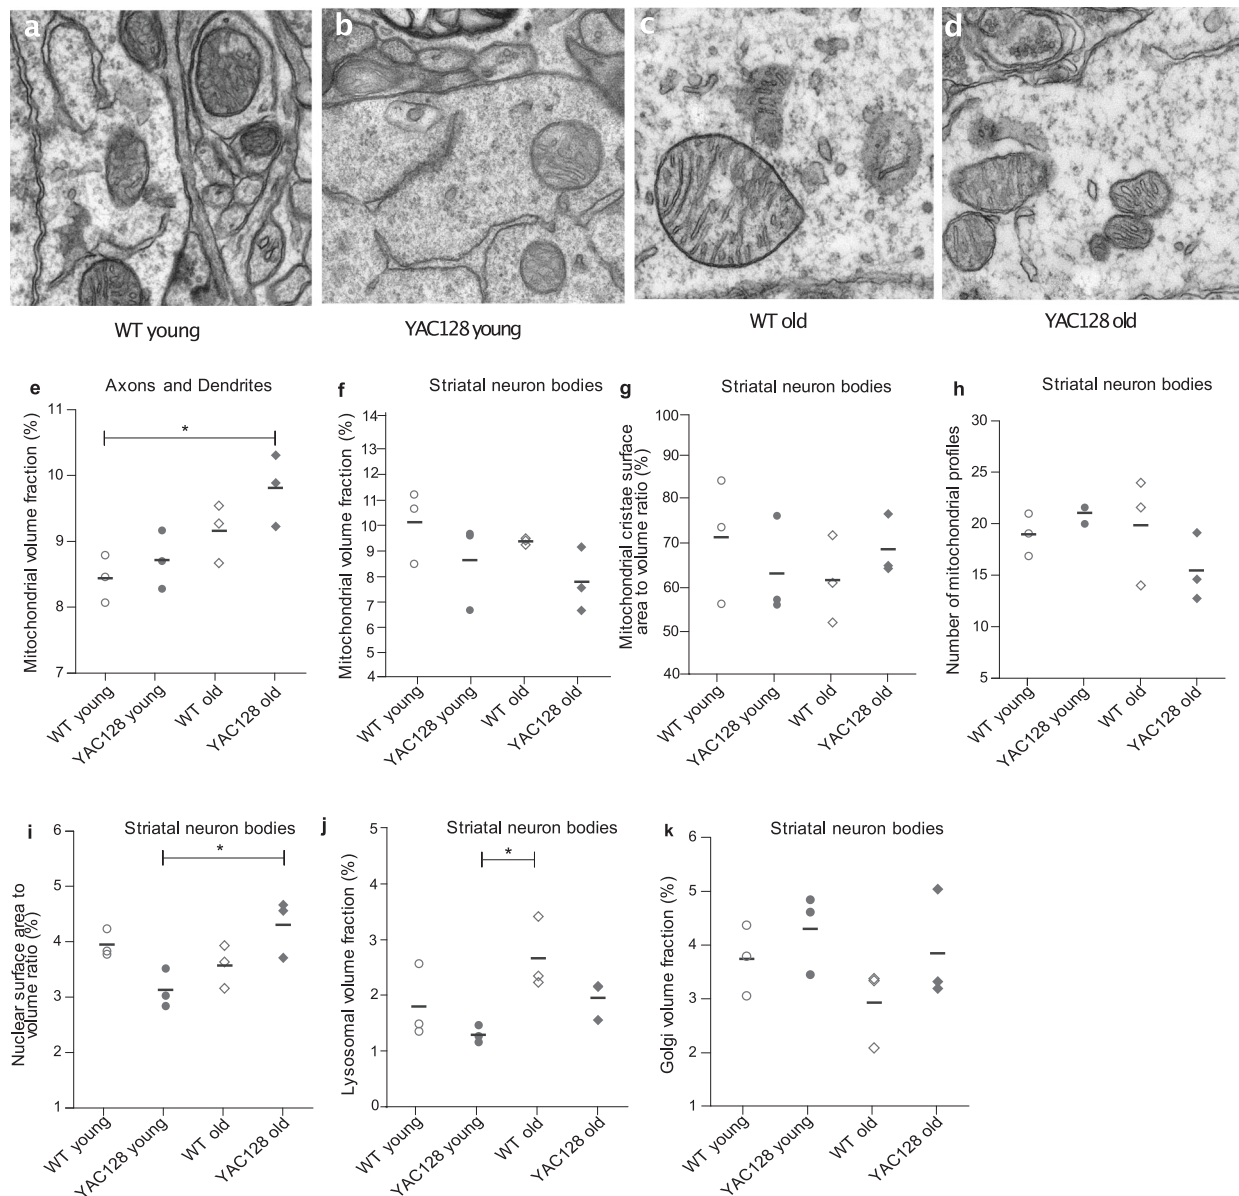 a
b
c
d
WT young
YAC128 young
WT old
YAC128 old
e
Axons and Dendrites
Mitochondrial volume fraction (%)
11
10
9
8
7
*
WT young
YAC128 young
WT old
YAC128 old
f
Striatal neuron bodies
Mitochondrial volume fraction (%)
14
13
12
11
10
9
8
7
6
5
4
WT young
YAC128 young
WT old
YAC128 old
g
Striatal neuron bodies
Mitochondrial cristae surface
area to volume ratio (%)
100
90
80
70
60
50
40
WT young
YAC128 young
WT old
YAC128 old
h
Striatal neuron bodies
Number of mitochondrial profiles
30
25
20
15
10
5
WT young
YAC128 young
WT old
YAC128 old
i
Striatal neuron bodies
Nuclear surface area to
volume ratio (%)
6
5
4
3
2
1
*
WT young
YAC128 young
WT old
YAC128 old
j
Striatal neuron bodies
Lysosomal volume fraction (%)
5
4
3
2
1
0
*
WT young
YAC128 young
WT old
YAC128 old
k
Striatal neuron bodies
Golgi volume fraction (%)
6
5
4
3
2
1
WT young
YAC128 young
WT old
YAC128 old